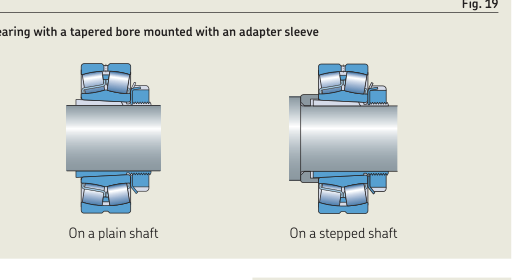 Fig. 19
earing with a tapered bore mounted with an adapter sleeve
On a plain shaft
On a stepped shaft